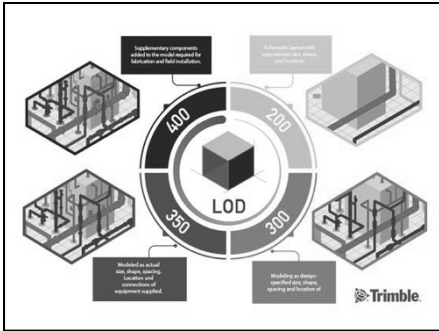 Supplementary components
added to the model required for
fabrication and field installation.
Schematic layout with
approximate size, shape,
and location.
400
200
LOD
350
300
Modeled as actual
size, shape, spacing.
Location and
connections of
equipment supplied.
Modeling as design-
specified size, shape,
spacing and location of
Trimble.